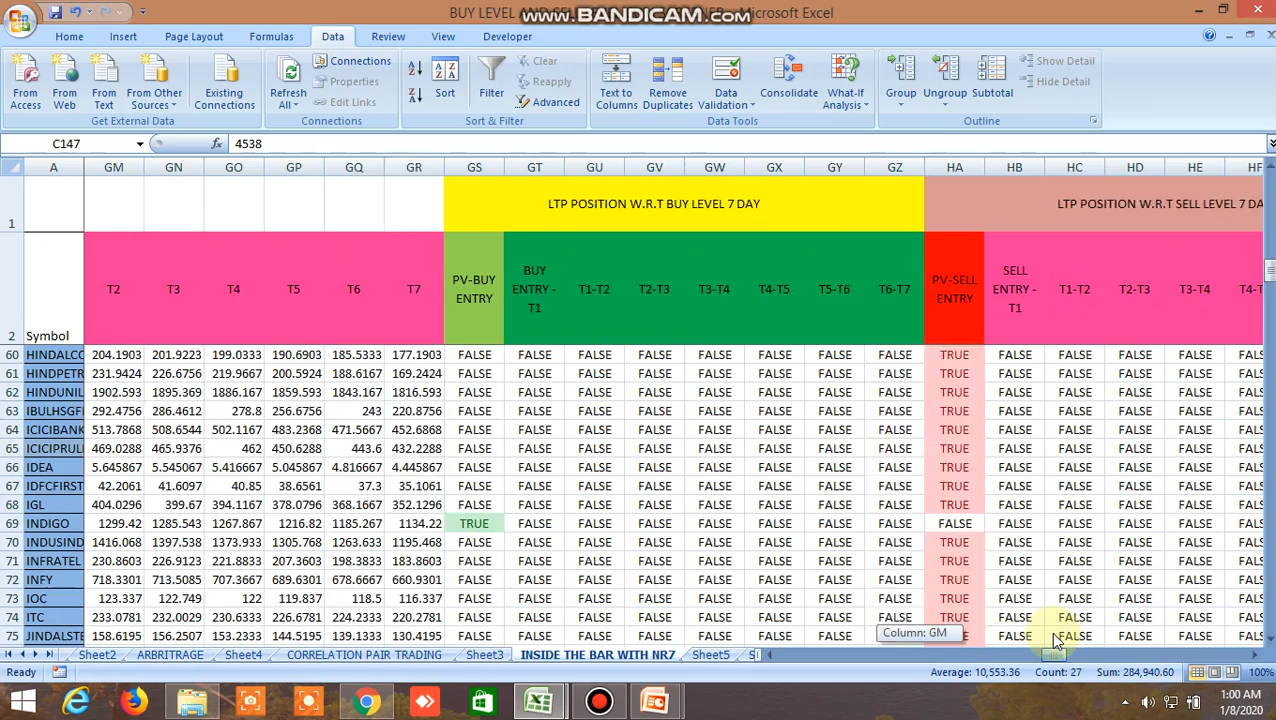 BUY LEVEL AND SE
www.BANDICAM.com
Microsoft Excel
Home Insert Page Layout Formulas Data Review View Developer
From Access
From Web
From Text
From Other Sources
Existing Connections
Get External Data
Refresh All
Connections
Properties
Edit Links
Connections
Sort
Filter
Clear
Reapply
Advanced
Sort & Filter
Text to Columns
Remove Duplicates
Data Validation
Consolidate
What-If Analysis
Data Tools
Group
Ungroup
Subtotal
Show Detail
Hide Detail
Outline
C147 fx 4538
A GM GN GO GP GQ GR GS GT GU GV GW GX GY GZ HA HB HC HD HE HF
1 LTP POSITION W.R.T BUY LEVEL 7 DAY LTP POSITION W.R.T SELL LEVEL 7 DA
2 Symbol T2 T3 T4 T5 T6 T7 PV-BUY ENTRY BUY ENTRY - T1 T1-T2 T2-T3 T3-T4 T4-T5 T5-T6 T6-T7 PV-SELL ENTRY SELL ENTRY - T1 T1-T2 T2-T3 T3-T4 T4-T
60 HINDALCO 204.1903 201.9223 199.0333 190.6903 185.5333 177.1903 FALSE FALSE FALSE FALSE FALSE FALSE FALSE FALSE TRUE FALSE FALSE FALSE FALSE FALS
61 HINDPETR 231.9424 226.6756 219.9667 200.5924 188.6167 169.2424 FALSE FALSE FALSE FALSE FALSE FALSE FALSE FALSE TRUE FALSE FALSE FALSE FALSE FALS
62 HINDUNIL 1902.593 1895.369 1886.167 1859.593 1843.167 1816.593 FALSE FALSE FALSE FALSE FALSE FALSE FALSE FALSE TRUE FALSE FALSE FALSE FALSE FALS
63 IBULHSGFI 292.4756 286.4612 278.8 256.6756 243 220.8756 FALSE FALSE FALSE FALSE FALSE FALSE FALSE FALSE TRUE FALSE FALSE FALSE FALSE FALS
64 ICICIBANK 513.7868 508.6544 502.1167 483.2368 471.5667 452.6868 FALSE FALSE FALSE FALSE FALSE FALSE FALSE FALSE TRUE FALSE FALSE FALSE FALSE FALS
65 ICICIPRUL 469.0288 465.9376 462 450.6288 443.6 432.2288 FALSE FALSE FALSE FALSE FALSE FALSE FALSE FALSE TRUE FALSE FALSE FALSE FALSE FALS
66 IDEA 5.645867 5.545067 5.416667 5.045867 4.816667 4.445867 FALSE FALSE FALSE FALSE FALSE FALSE FALSE FALSE TRUE FALSE FALSE FALSE FALSE FALS
67 IDFCFIRST 42.2061 41.6097 40.85 38.6561 37.3 35.1061 FALSE FALSE FALSE FALSE FALSE FALSE FALSE FALSE TRUE FALSE FALSE FALSE FALSE FALS
68 IGL 404.0296 399.67 394.1167 378.0796 368.1667 352.1296 FALSE FALSE FALSE FALSE FALSE FALSE FALSE FALSE TRUE FALSE FALSE FALSE FALSE FALS
69 INDIGO 1299.42 1285.543 1267.867 1216.82 1185.267 1134.22 TRUE FALSE FALSE FALSE FALSE FALSE FALSE FALSE FALSE FALSE FALSE FALSE FALSE FALS
70 INDUSIND 1416.068 1397.538 1373.933 1305.768 1263.633 1195.468 FALSE FALSE FALSE FALSE FALSE FALSE FALSE FALSE TRUE FALSE FALSE FALSE FALSE FALS
71 INFRATEL 230.8603 226.9123 221.8833 207.3603 198.3833 183.8603 FALSE FALSE FALSE FALSE FALSE FALSE FALSE FALSE TRUE FALSE FALSE FALSE FALSE FALS
72 INFY 718.3301 713.5085 707.3667 689.6301 678.6667 660.9301 FALSE FALSE FALSE FALSE FALSE FALSE FALSE FALSE TRUE FALSE FALSE FALSE FALSE FALS
73 IOC 123.337 122.749 122 119.837 118.5 116.337 FALSE FALSE FALSE FALSE FALSE FALSE FALSE FALSE TRUE FALSE FALSE FALSE FALSE FALS
74 ITC 233.0781 232.0029 230.6333 226.6781 224.2333 220.2781 FALSE FALSE FALSE FALSE FALSE FALSE FALSE FALSE TRUE FALSE FALSE FALSE FALSE FALS
75 JINDALSTE 158.6195 156.2507 153.2333 144.5195 139.1333 130.4195 FALSE FALSE FALSE FALSE FALSE FALSE FALSE FALSE FALSE FALSE FALSE FALS
Column: GM
Sheet2 ARBITRAGE Sheet4 CORRELATION PAIR TRADING Sheet3 INSIDE THE BAR WITH NR7 Sheet5 S
Ready Average: 10,553.36 Count: 27 Sum: 284,940.60 100%
1:00 AM
1/8/2020